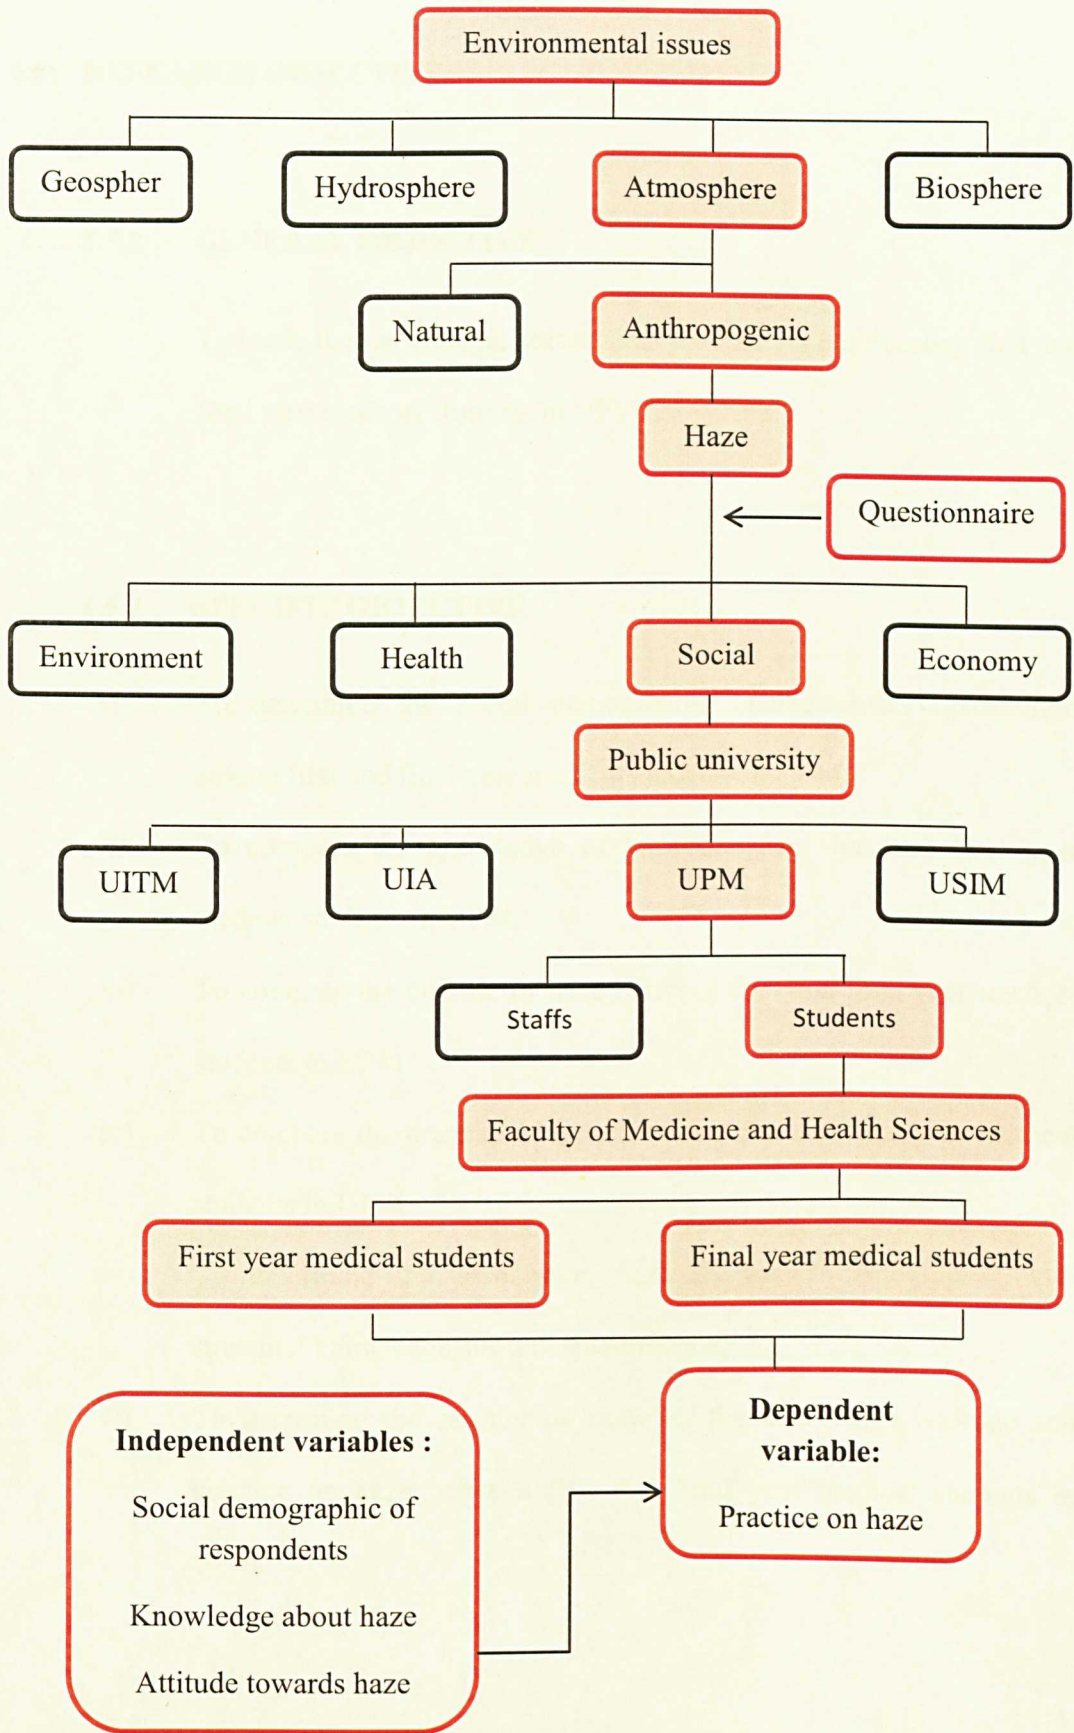 Environmental issues
Geospher
Hydrosphere
Atmosphere
Biosphere
Natural
Anthropogenic
Haze
Questionnaire
Environment
Health
Social
Economy
Public university
UITM
UIA
UPM
USIM
Staffs
Students
Faculty of Medicine and Health Sciences
First year medical students
Final year medical students
Independent variables :
Social demographic of
respondents
Knowledge about haze
Attitude towards haze
Dependent
variable:
Practice on haze